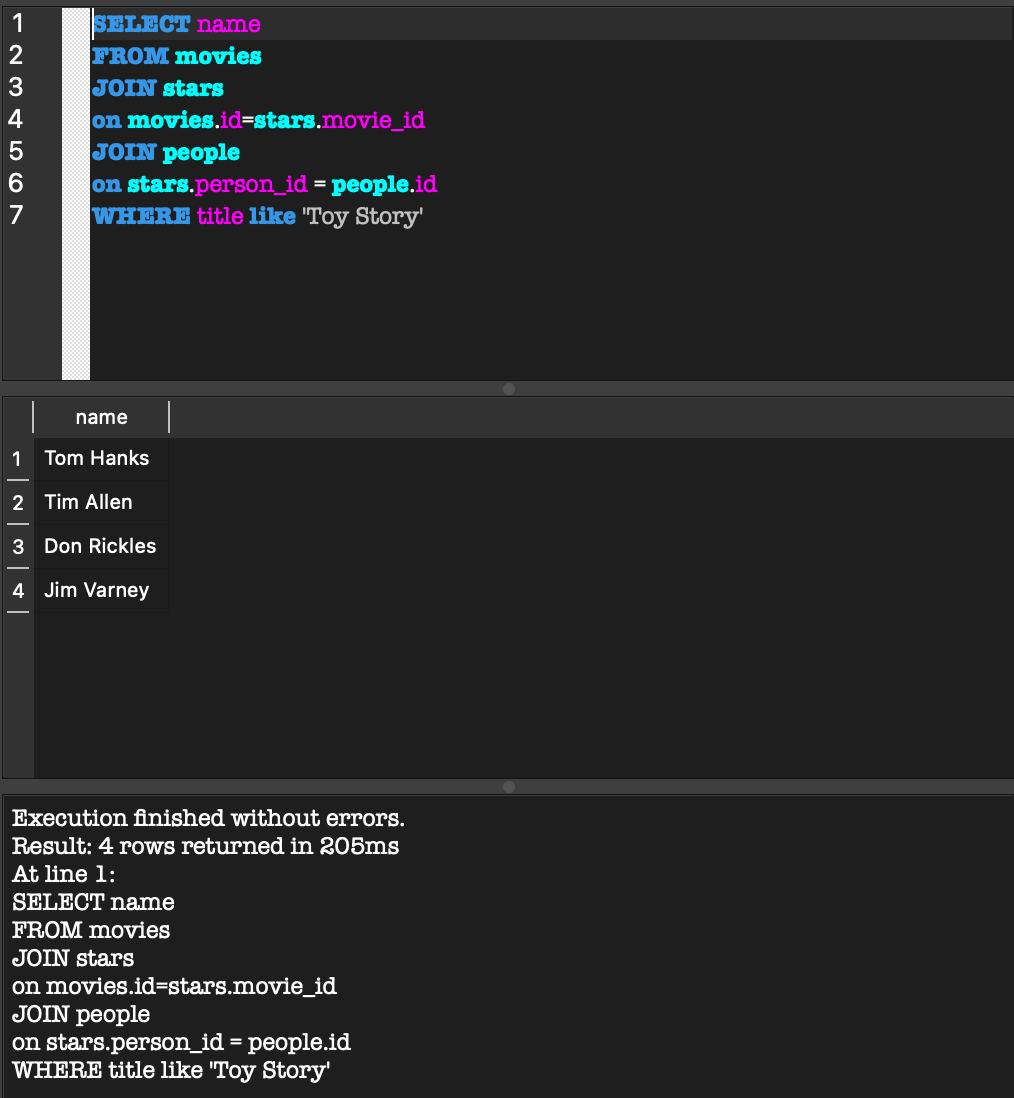 1 SELECT name
2 FROM movies
3 JOIN stars
4 on movies.id=stars.movie_id
5 JOIN people
6 on stars.person_id = people.id
7 WHERE title like 'Toy Story'
name
1 Tom Hanks
2 Tim Allen
3 Don Rickles
4 Jim Varney
Execution finished without errors.
Result: 4 rows returned in 205ms
At line 1:
SELECT name
FROM movies
JOIN stars
on movies.id=stars.movie_id
JOIN people
on stars.person_id = people.id
WHERE title like 'Toy Story'